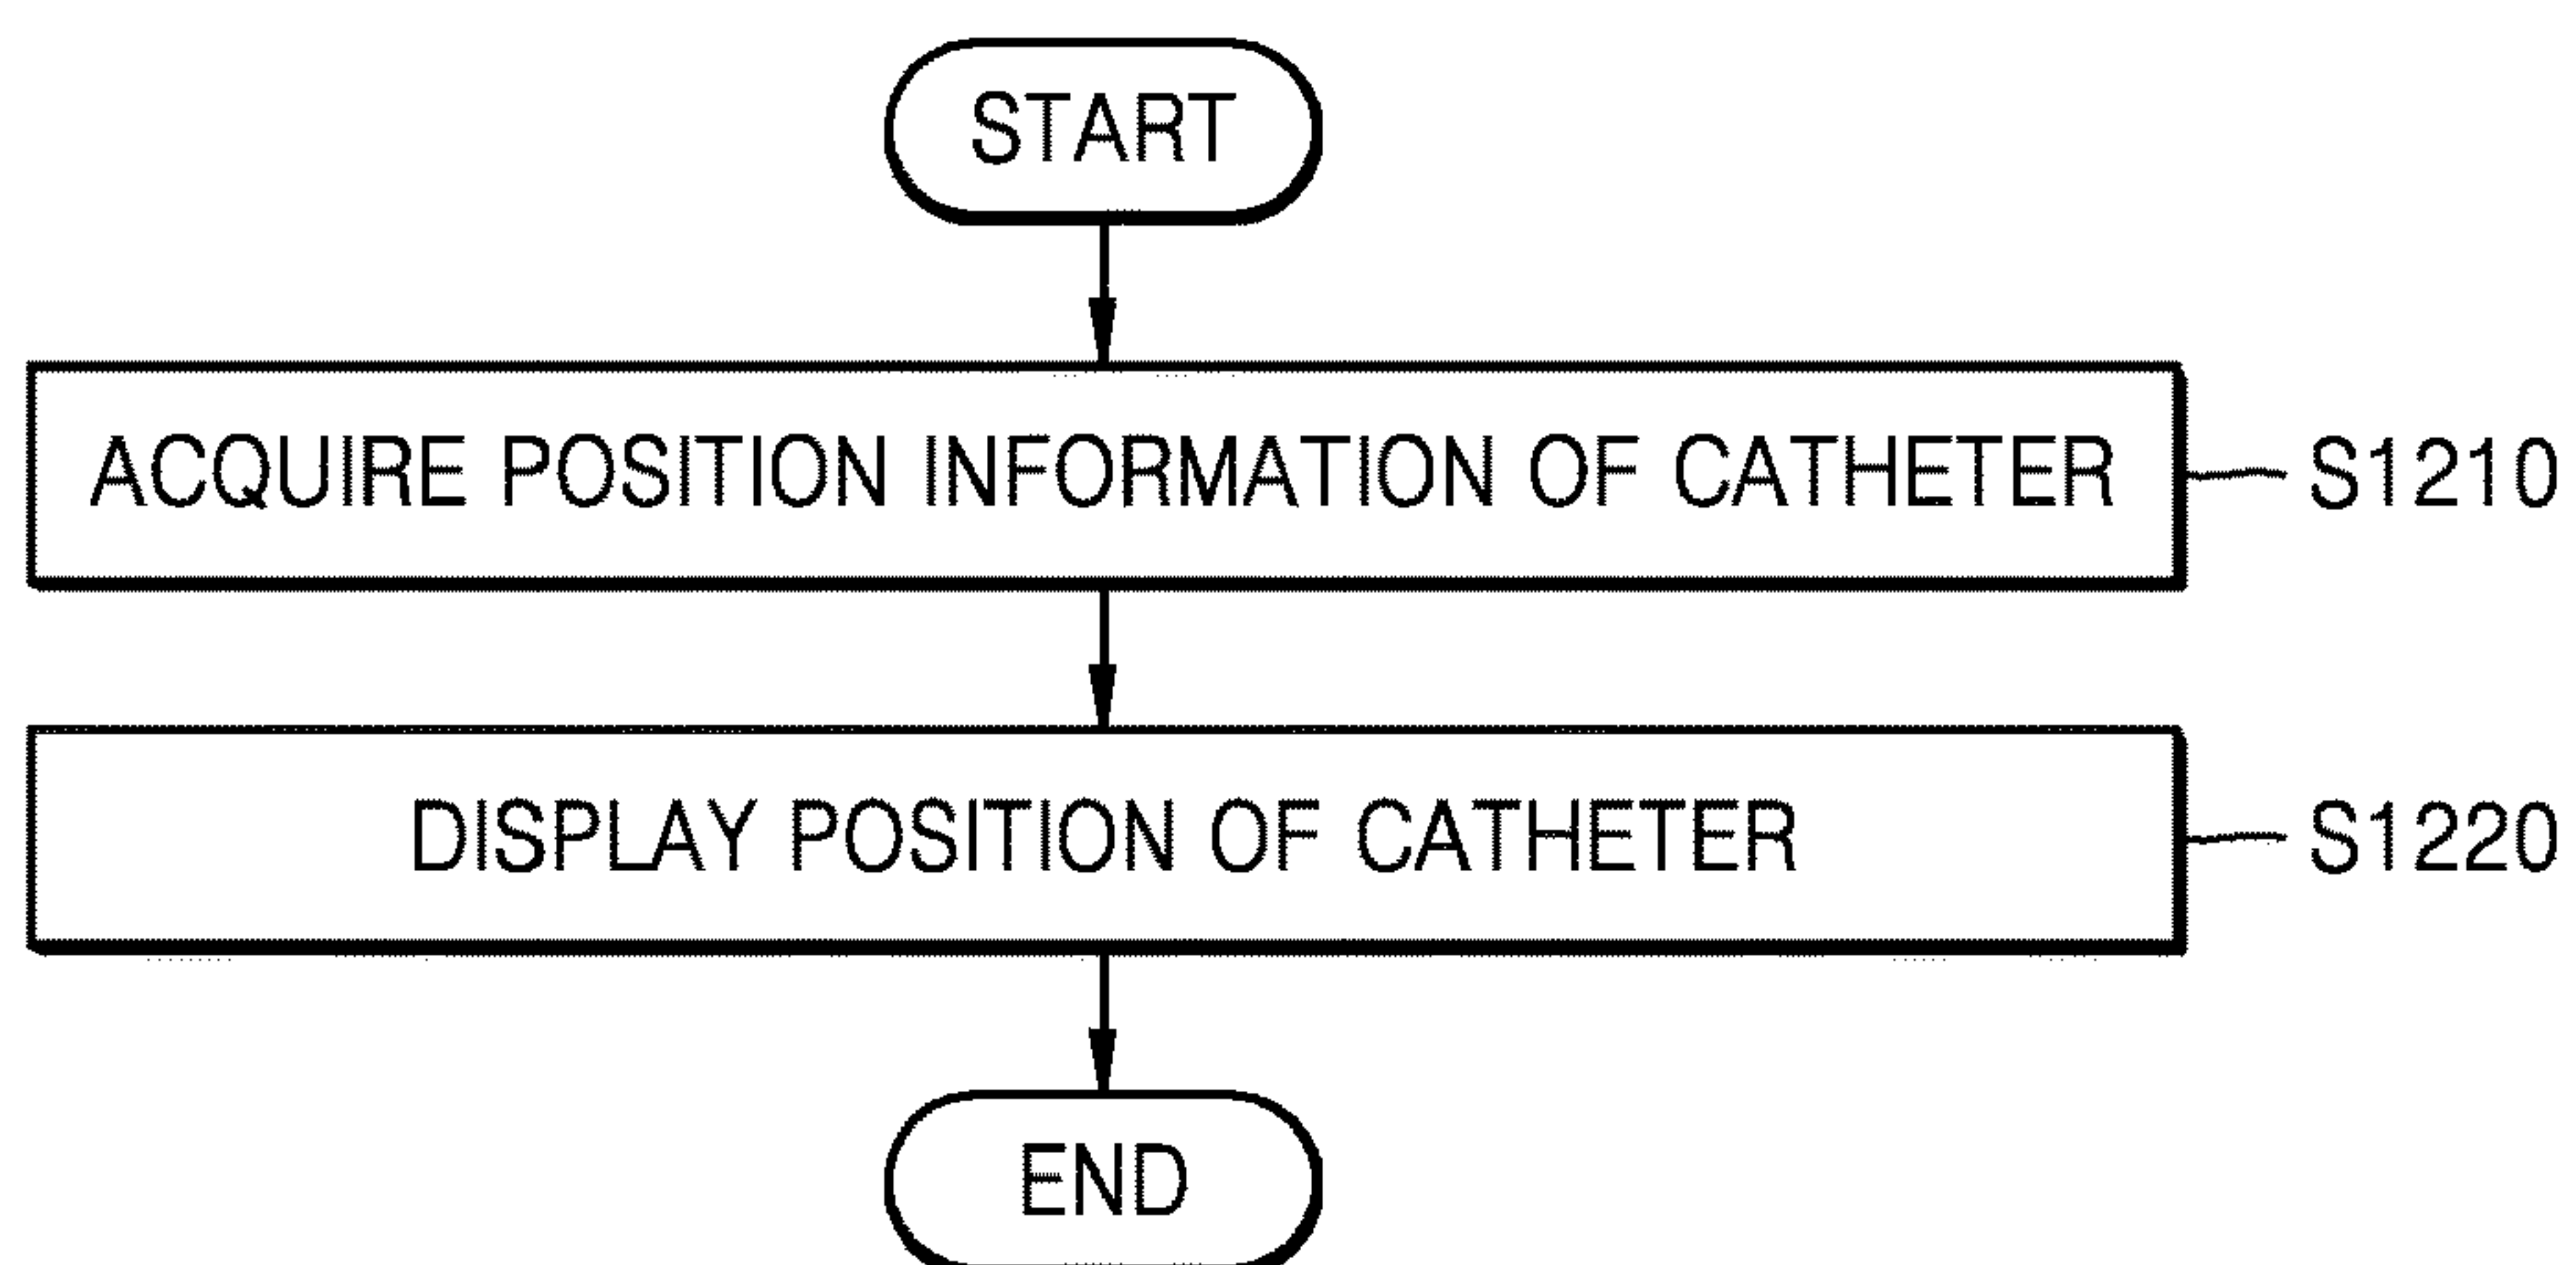 START
ACQUIRE POSITION INFORMATION OF CATHETER S1210
DISPLAY POSITION OF CATHETER S1220
END